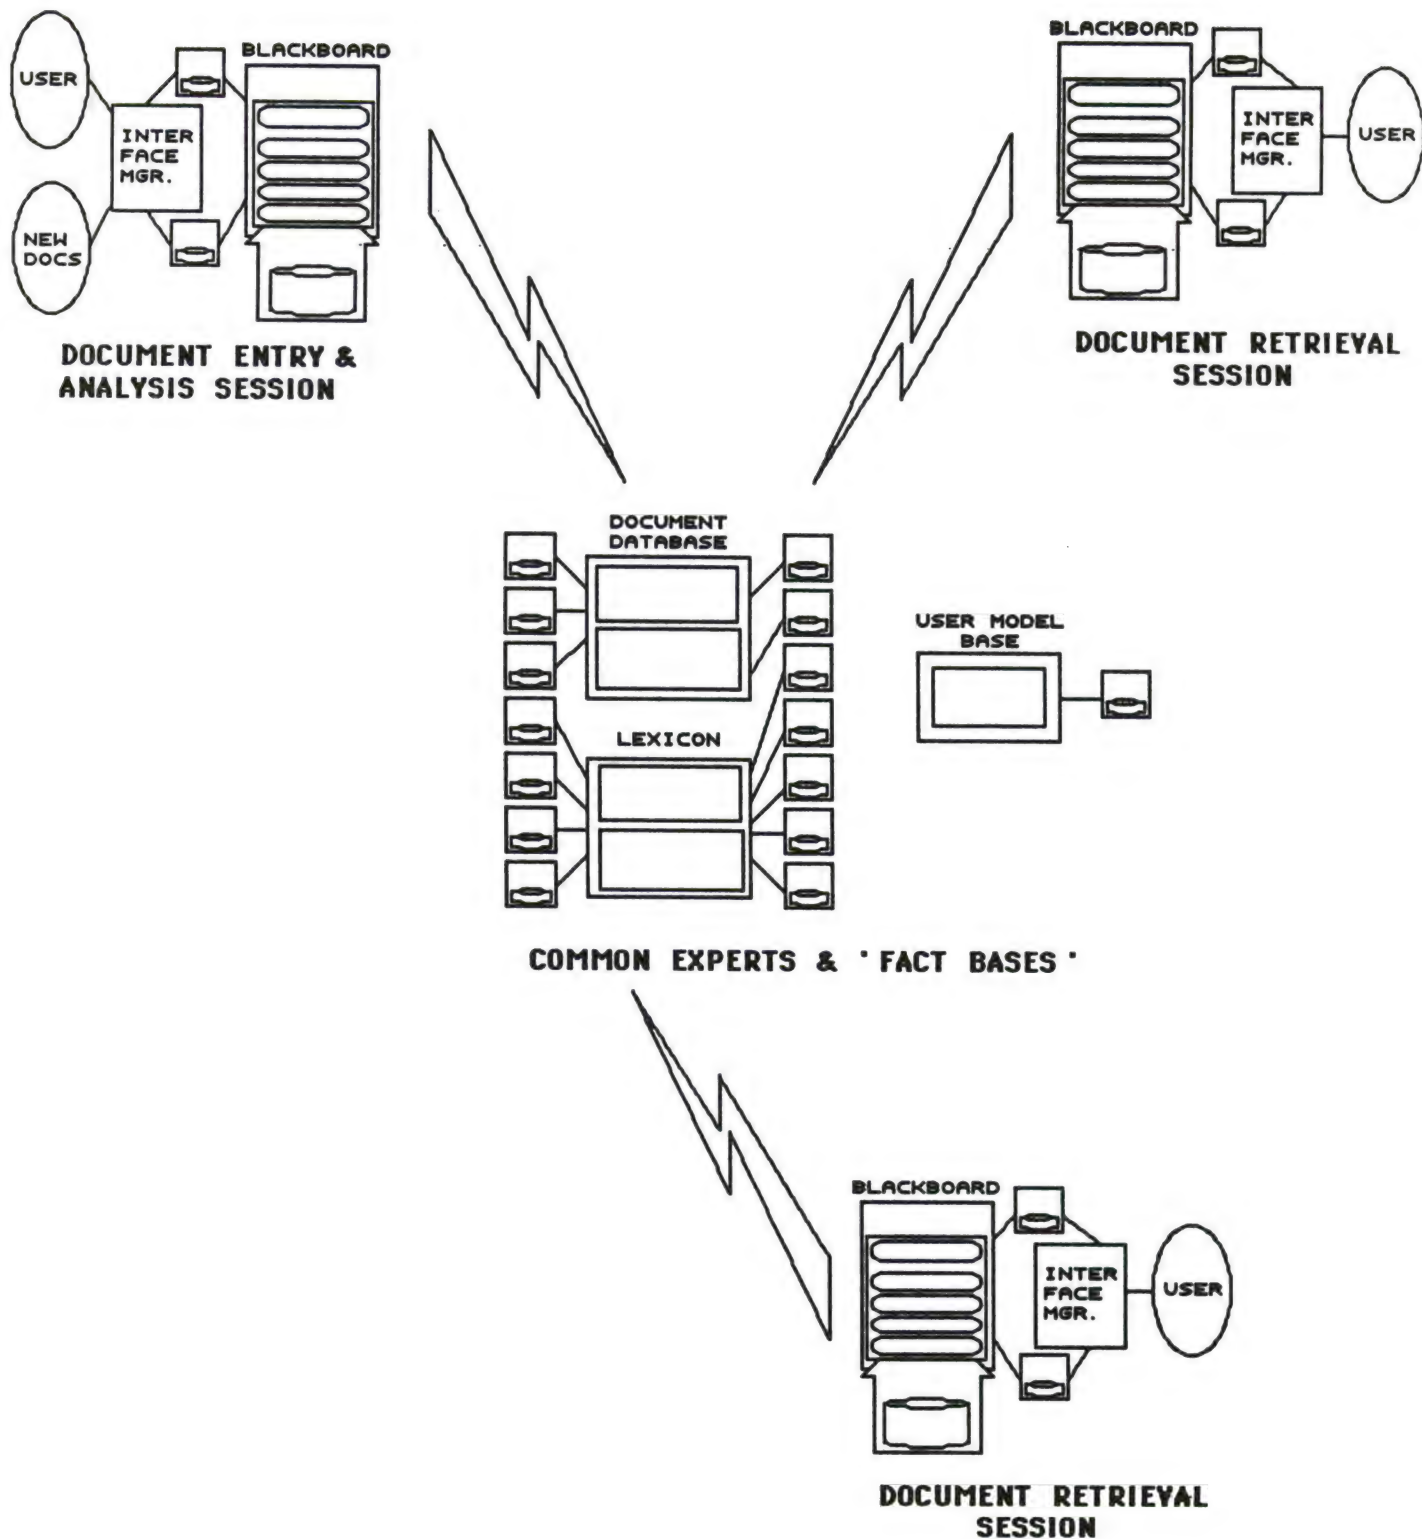 BLACKBOARD
USER
INTER
FACE
MGR.
NEW
DOCS
DOCUMENT ENTRY &
ANALYSIS SESSION
BLACKBOARD
INTER
FACE
MGR.
USER
DOCUMENT RETRIEVAL
SESSION
DOCUMENT
DATABASE
LEXICON
USER MODEL
BASE
COMMON EXPERTS & " FACT BASES "
BLACKBOARD
INTER
FACE
MGR.
USER
DOCUMENT RETRIEVAL
SESSION